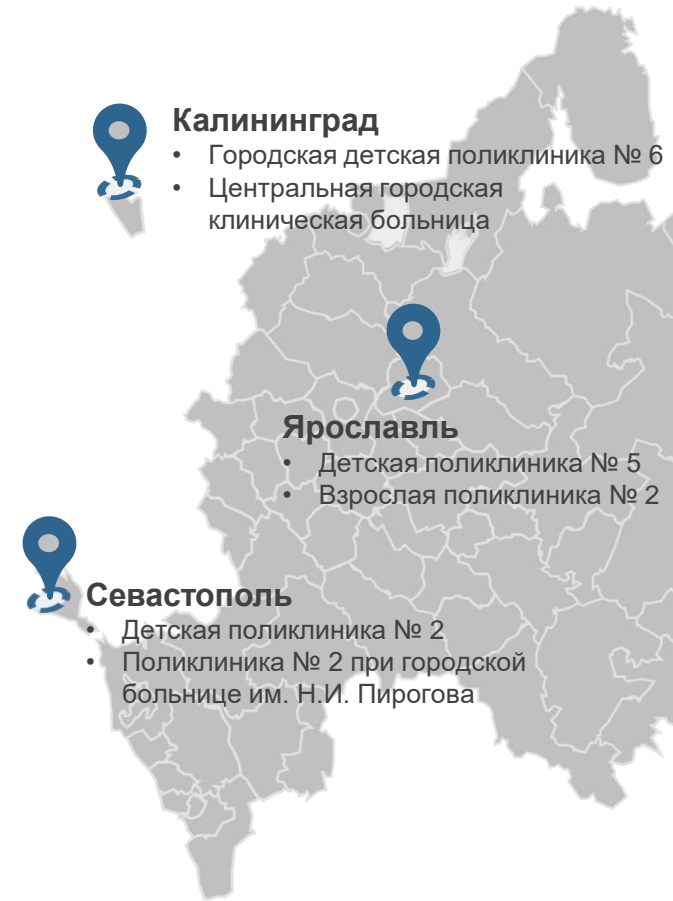 Калининград
• Городская детская поликлиника № 6
• Центральная городская
клиническая больница
Ярославль
• Детская поликлиника № 5
• Взрослая поликлиника № 2
Севастополь
• Детская поликлиника № 2
• Поликлиника № 2 при городской
больнице им. Н.И. Пирогова